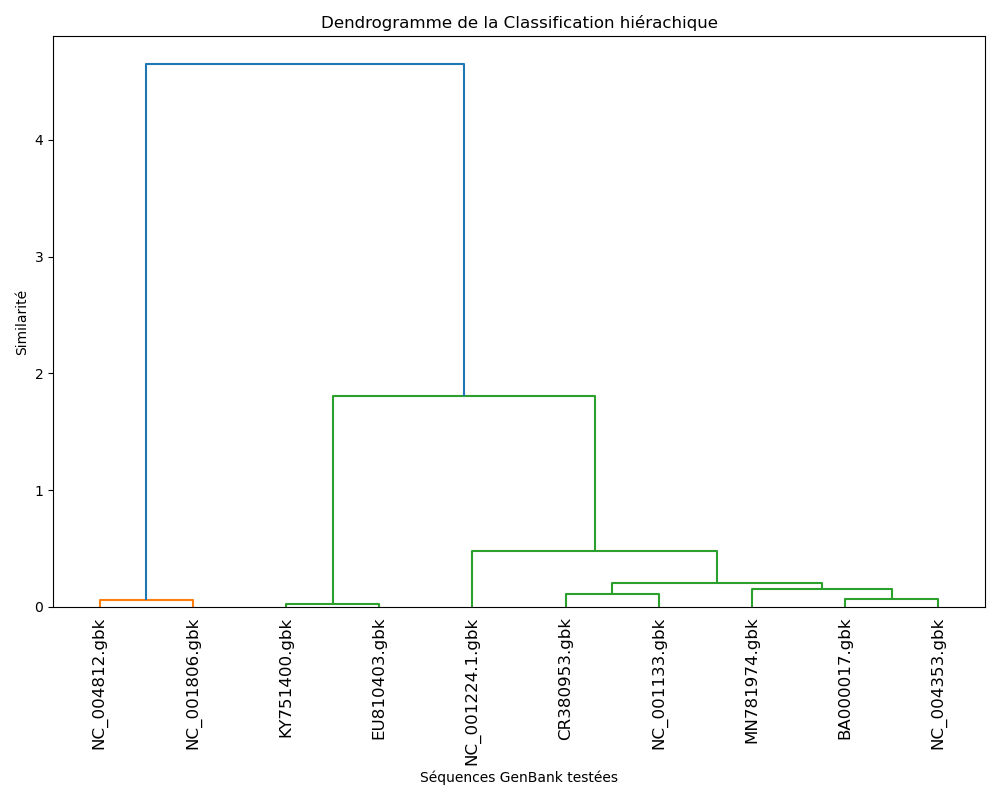 Dendrogramme de la Classification hiérachique
Similarité
4
3
2
1
0
NC_004812.gbk
NC_001806.gbk
KY751400.gbk
EU810403.gbk
NC_001224.1.gbk
CR380953.gbk
NC_001133.gbk
MN781974.gbk
BA000017.gbk
NC_004353.gbk
Séquences GenBank testées